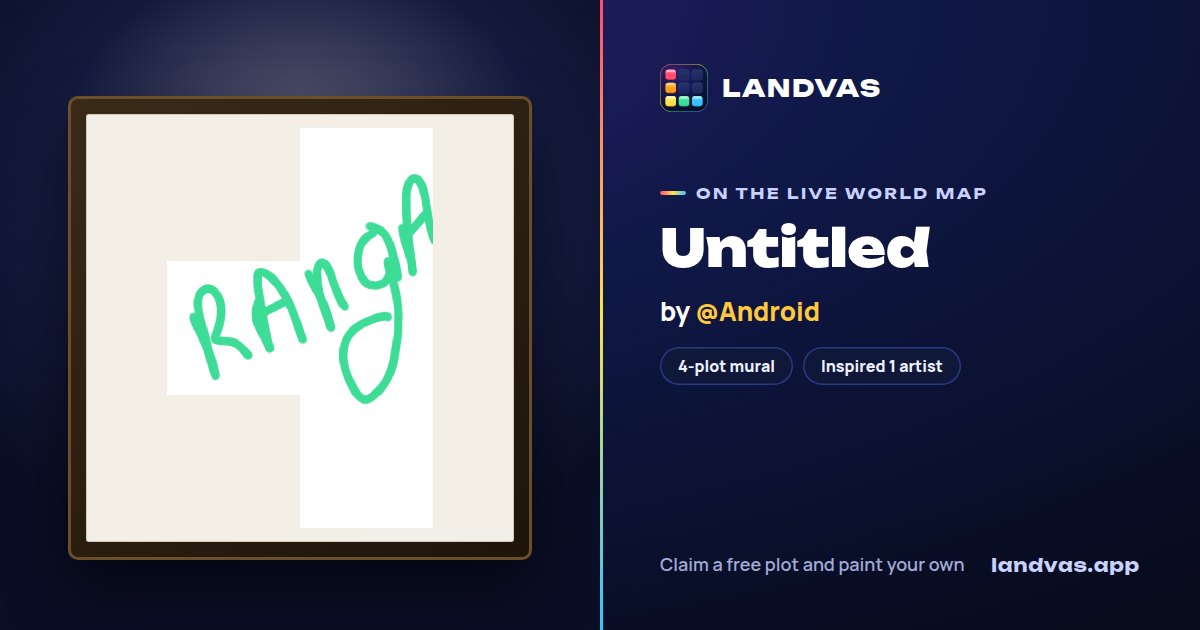 RAngA
LANDVAS
ON THE LIVE WORLD MAP
Untitled
by @Android
4-plot mural
Inspired 1 artist
Claim a free plot and paint your own landvas.app